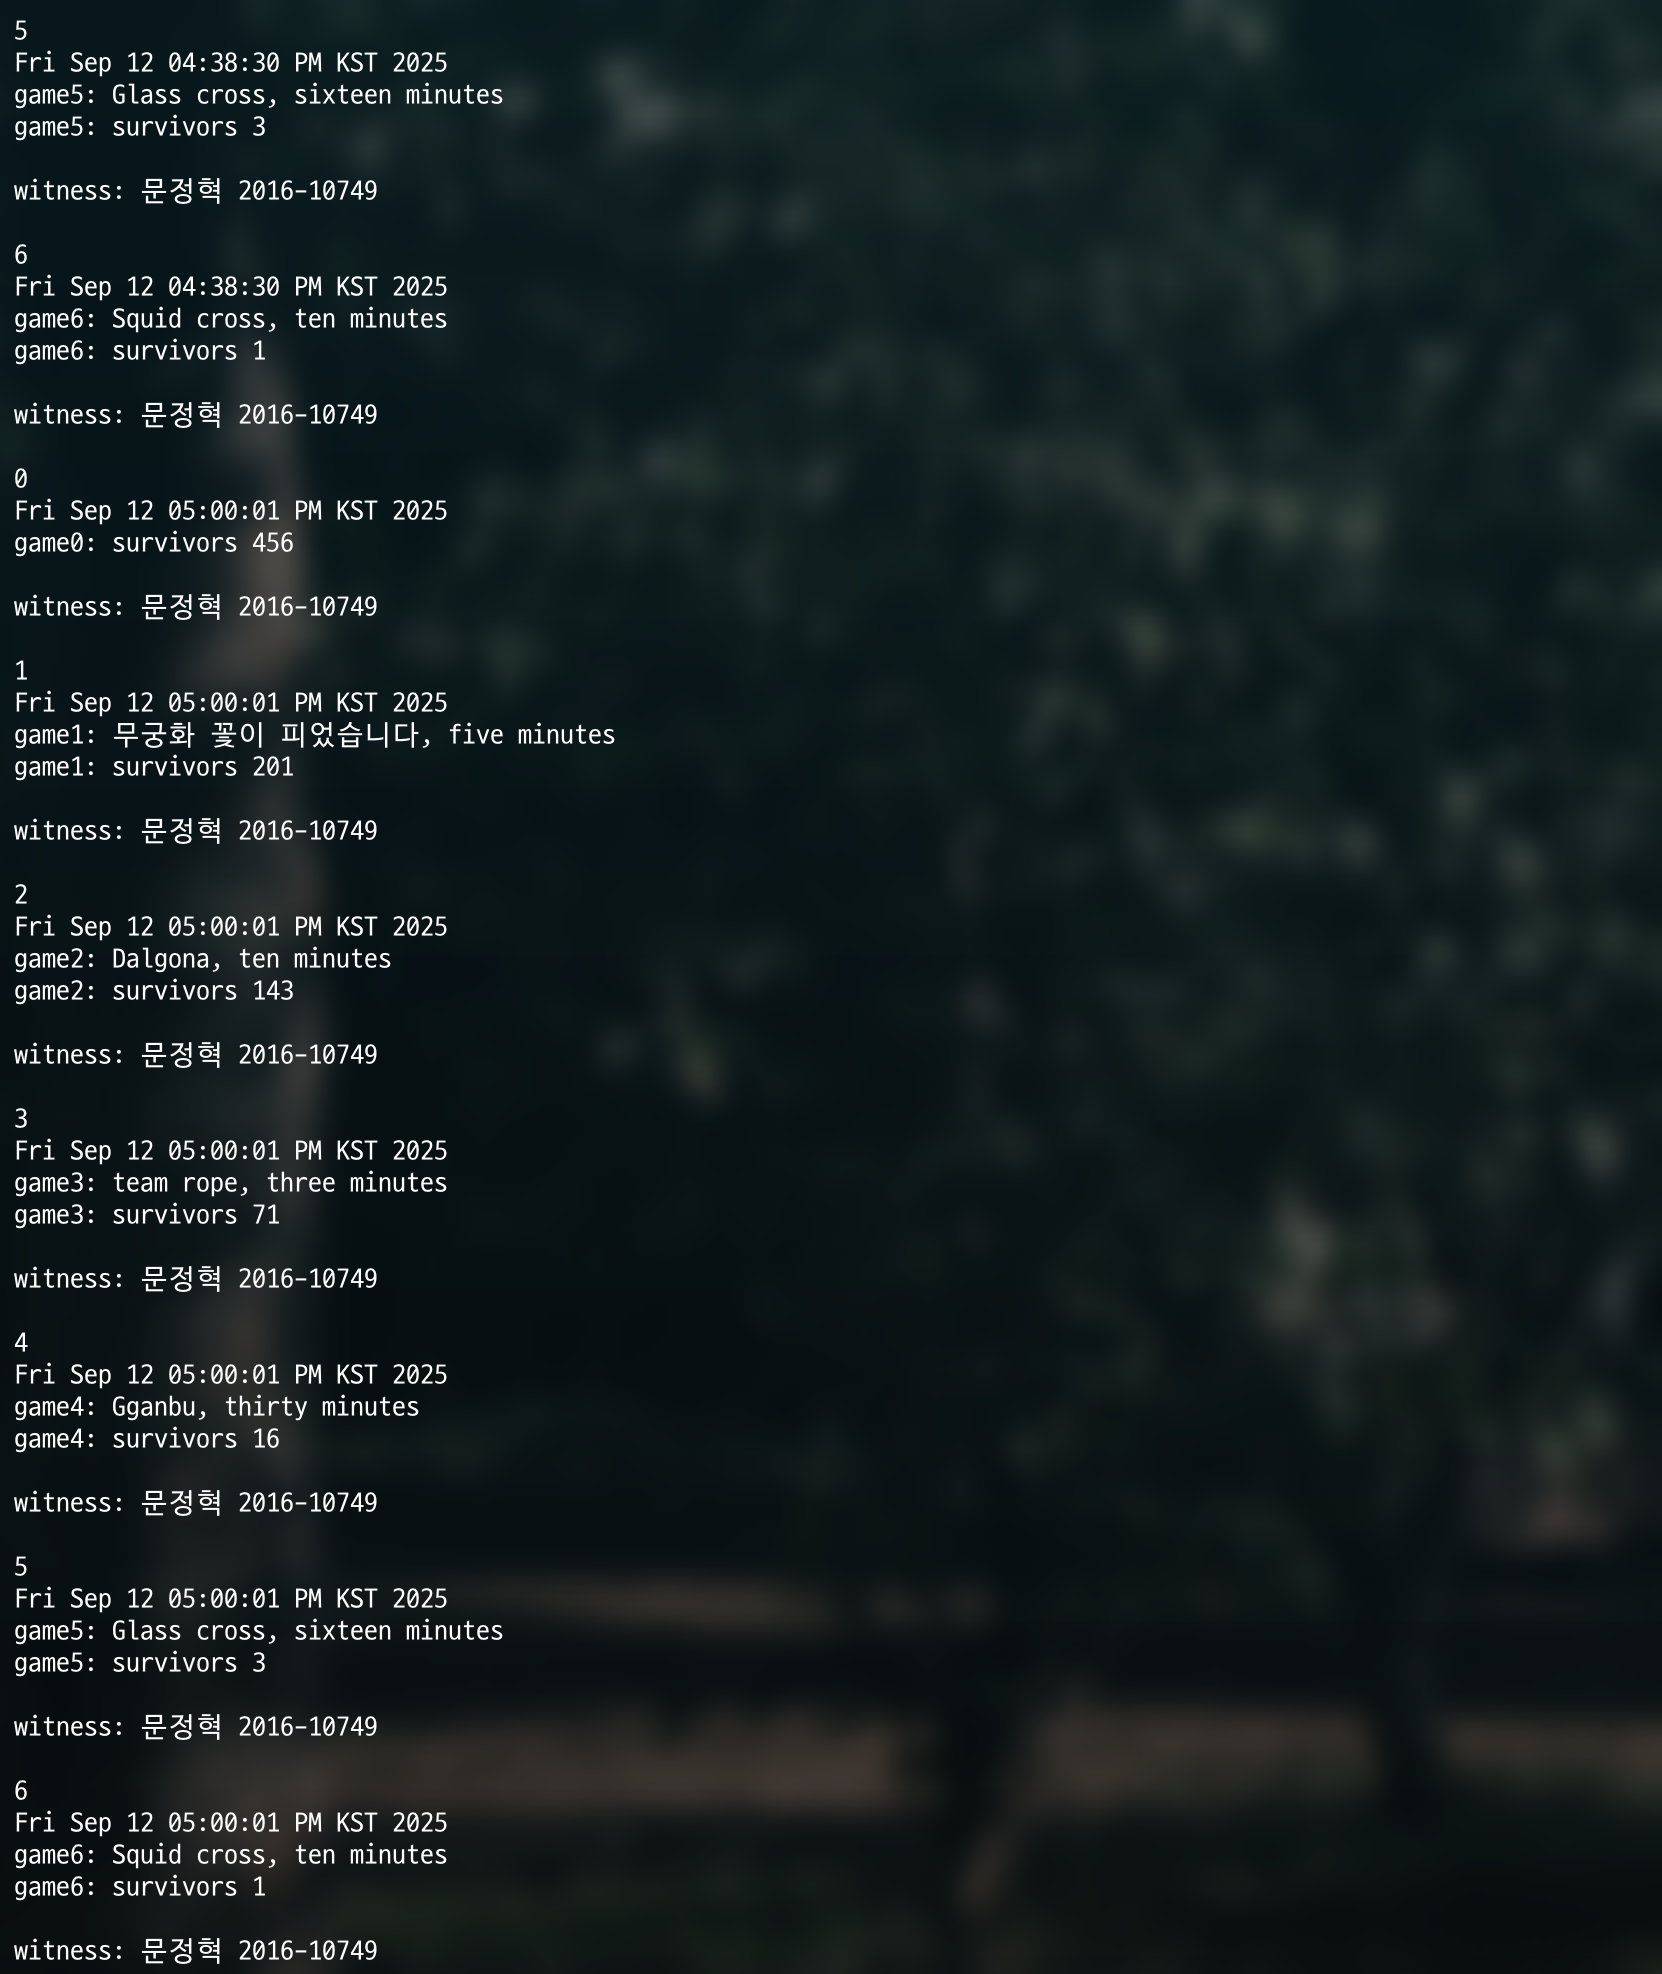 5
Fri Sep 12 04:38:30 PM KST 2025
game5: Glass cross, sixteen minutes
game5: survivors 3
witness: 문정혁 2016-10749
6
Fri Sep 12 04:38:30 PM KST 2025
game6: Squid cross, ten minutes
game6: survivors 1
witness: 문정혁 2016-10749
0
Fri Sep 12 05:00:01 PM KST 2025
game0: survivors 456
witness: 문정혁 2016-10749
1
Fri Sep 12 05:00:01 PM KST 2025
game1: 무궁화 꽃이 피었습니다, five minutes
game1: survivors 201
witness: 문정혁 2016-10749
2
Fri Sep 12 05:00:01 PM KST 2025
game2: Dalgona, ten minutes
game2: survivors 143
witness: 문정혁 2016-10749
3
Fri Sep 12 05:00:01 PM KST 2025
game3: team rope, three minutes
game3: survivors 71
witness: 문정혁 2016-10749
4
Fri Sep 12 05:00:01 PM KST 2025
game4: Gganbu, thirty minutes
game4: survivors 16
witness: 문정혁 2016-10749
5
Fri Sep 12 05:00:01 PM KST 2025
game5: Glass cross, sixteen minutes
game5: survivors 3
witness: 문정혁 2016-10749
6
Fri Sep 12 05:00:01 PM KST 2025
game6: Squid cross, ten minutes
game6: survivors 1
witness: 문정혁 2016-10749